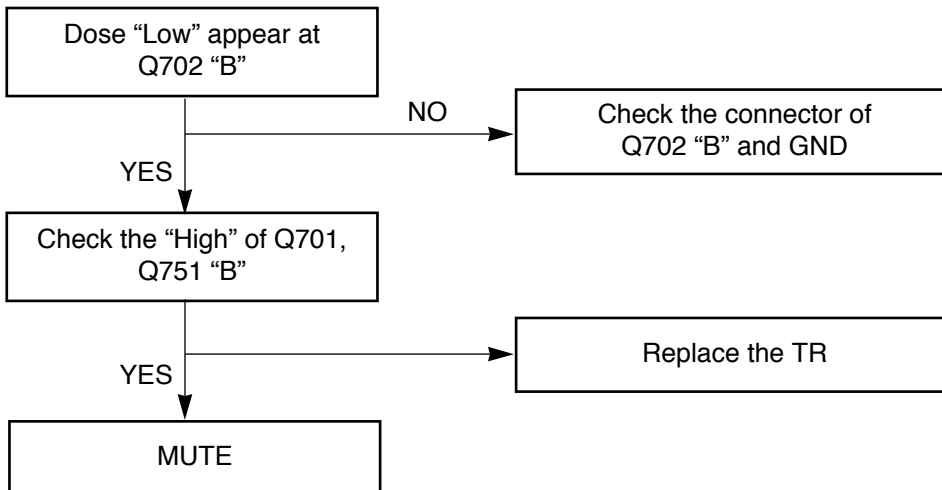 Dose “Low” appear at
Q702 “B”
NO
Check the connector of
Q702 “B” and GND
YES
Check the “High” of Q701,
Q751 “B”
Replace the TR
YES
MUTE